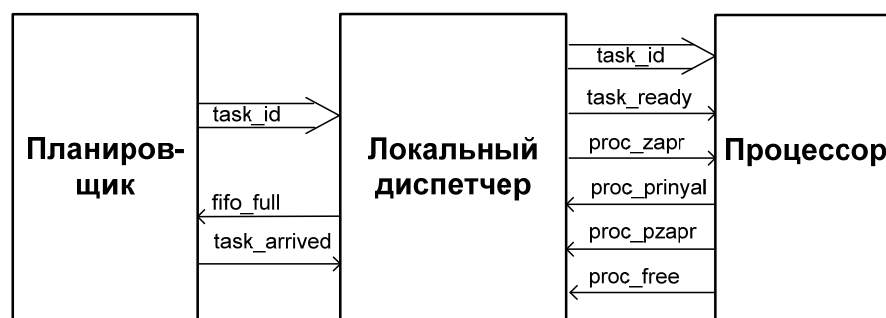 Планиров-
щик
task_id
fifo_full
task_arrived
Локальный
диспетчер
task_id
task_ready
proc_zapr
proc_prinyal
proc_pzapr
proc_free
Процессор